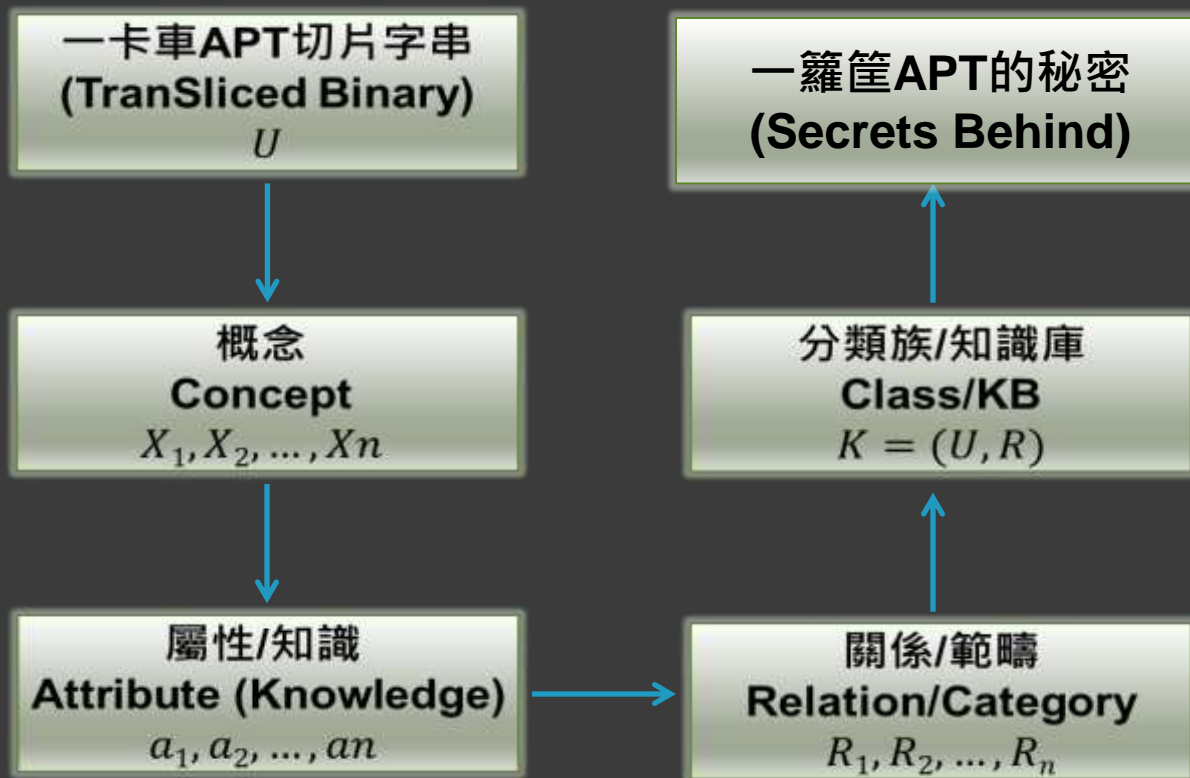 一卡車APT切片字串
(TranSliced Binary)
U
概念
Concept
X₁, X₂, … , Xn
屬性/知識
Attribute (Knowledge)
a₁, a₂, … , an
關係/範疇
Relation/Category
R₁, R₂, … , Rₙ
分類族/知識庫
Class/KB
K = (U, R)
一籮筐APT的秘密
(Secrets Behind)